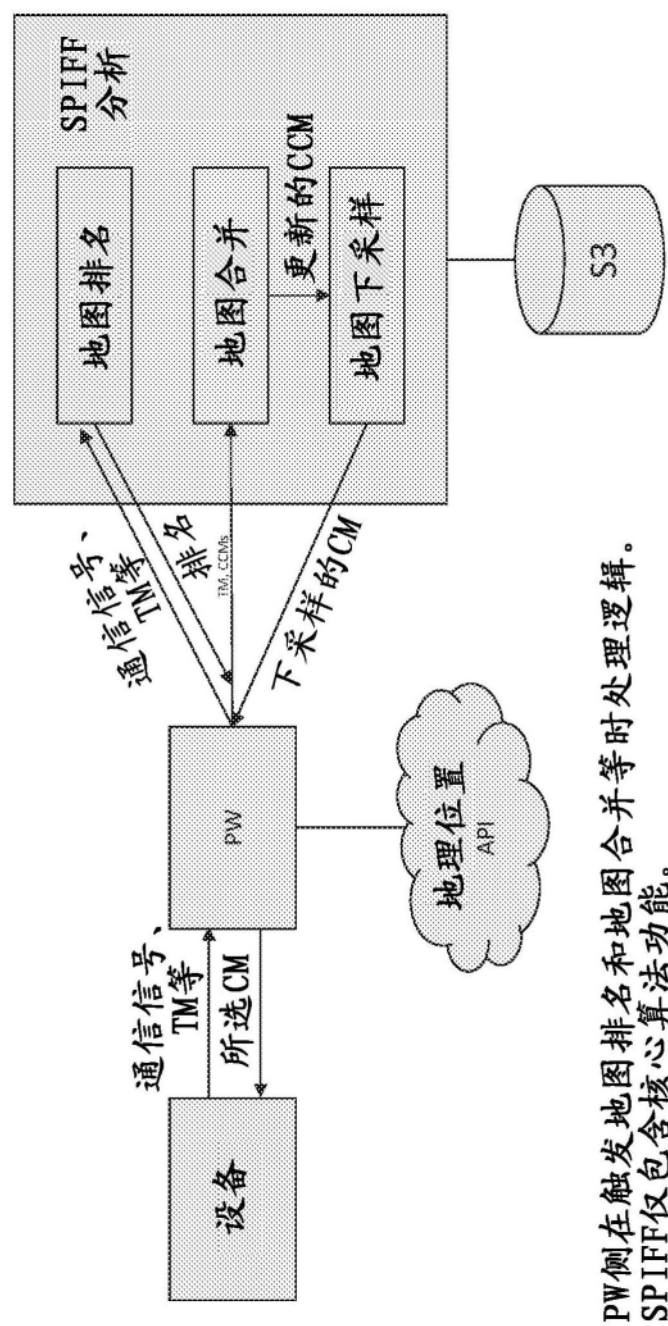 设备
通信信号、
TM等
所选CM
PW
地理位置
API
通信信号、
TM等
排名
TM, CCMs
下采样的CM
SPIFF
分析
地图排名
地图合并
更新的CCM
地图下采样
S3
PW侧在触发地图排名和地图合并等时处理逻辑。
SPIFF仅包含核心算法功能。